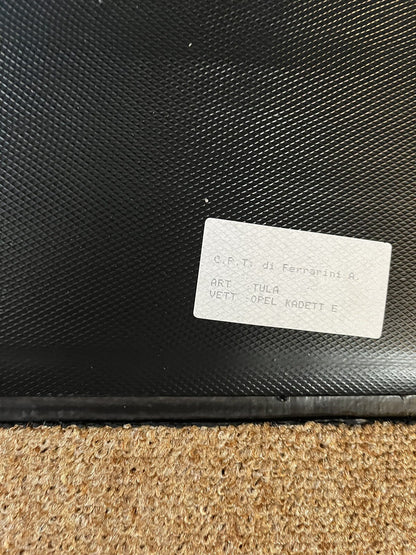 C.P.T. di Ferrarini A.
ART :TULA
VETT :OPEL KADETT E